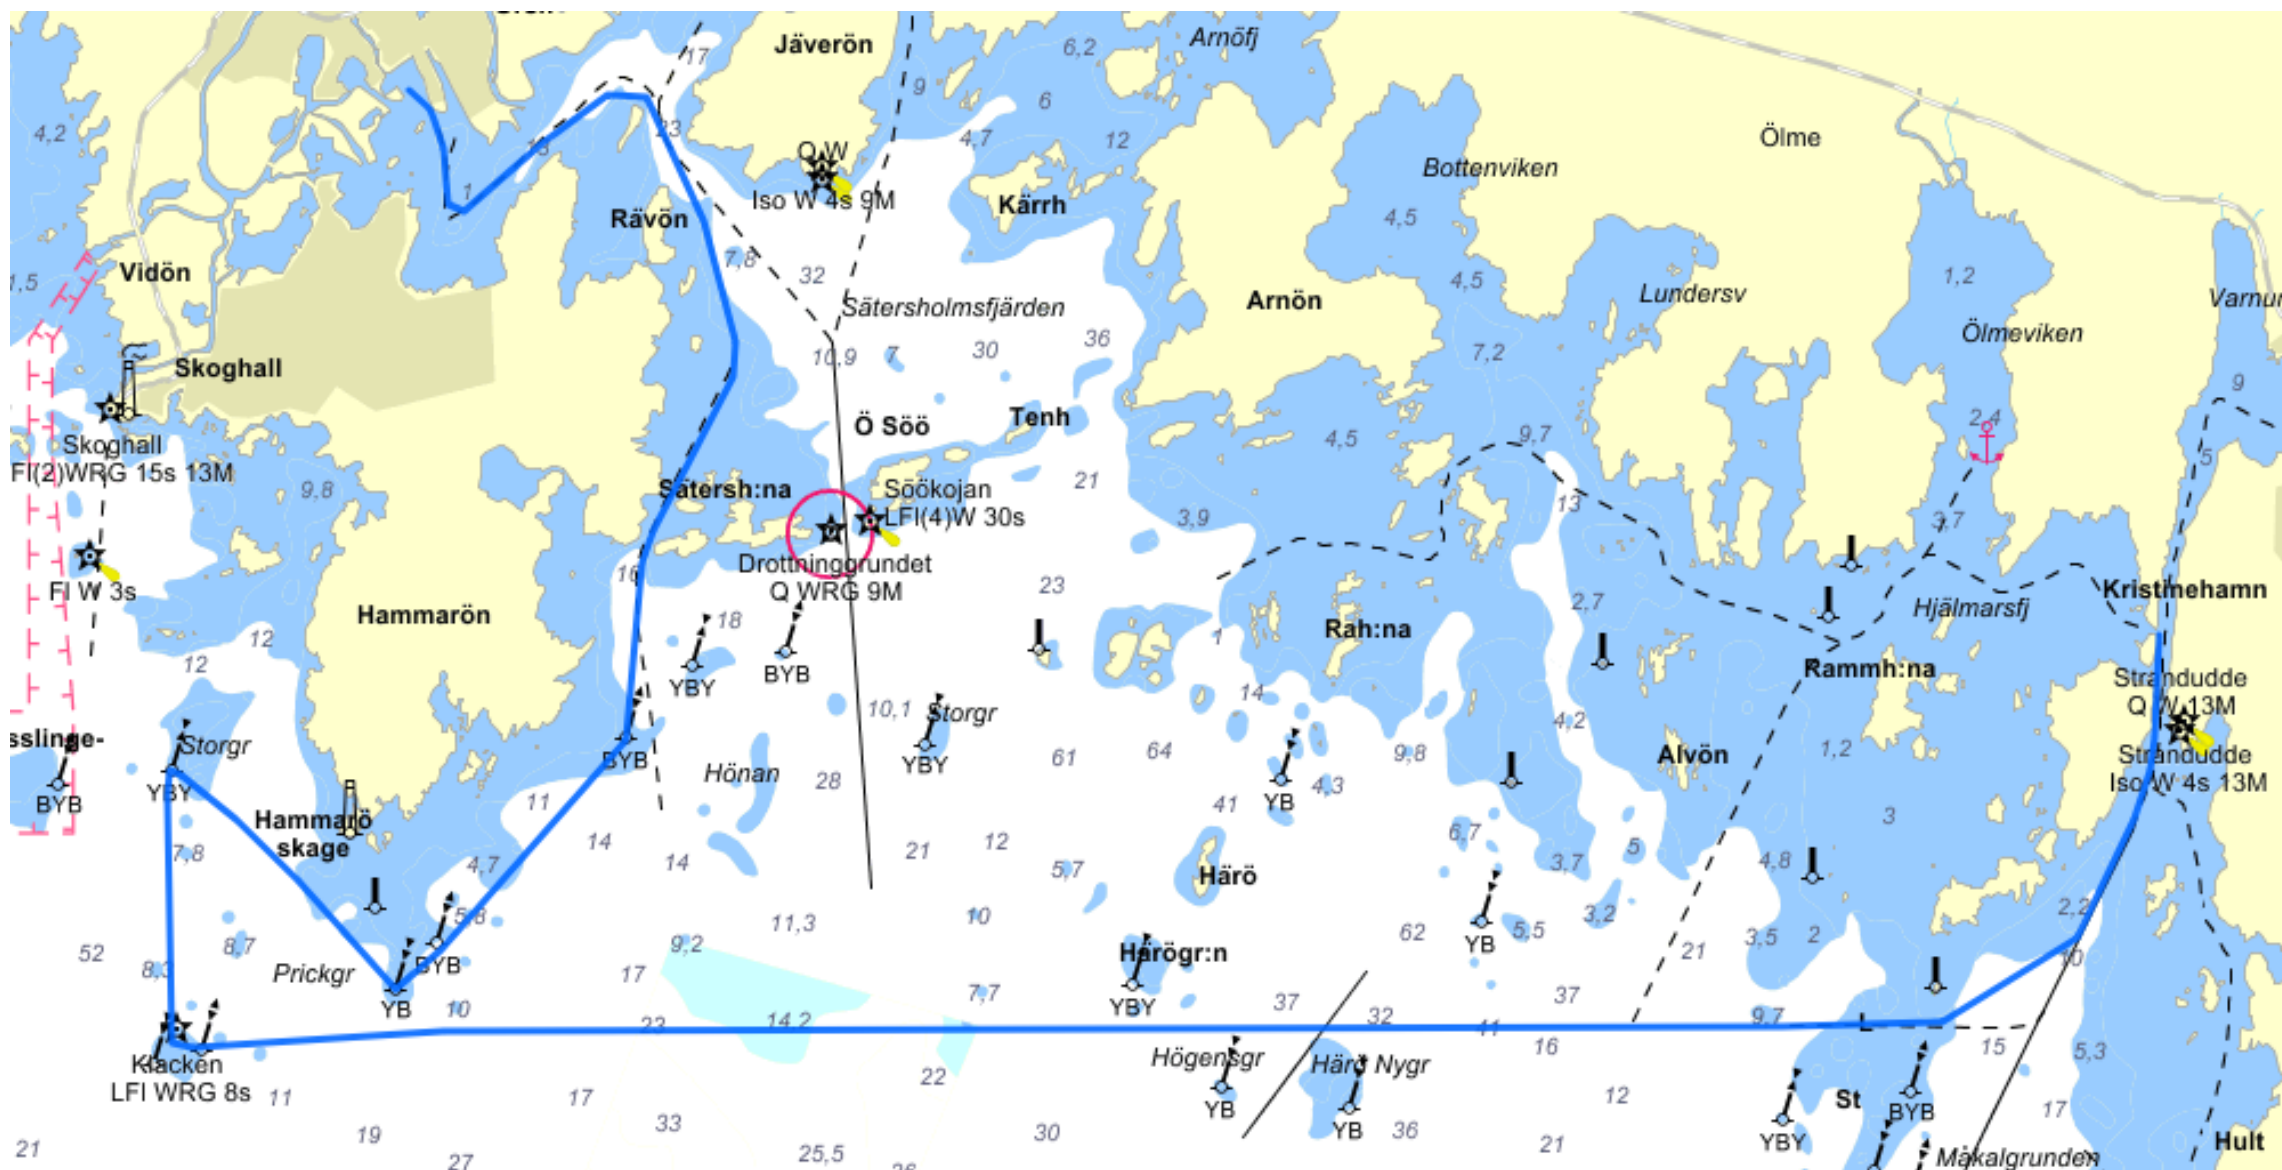 17
Jäverön
6,2
Arnöfj
9
6
4,2
23
12
Ölme
13
Q W
4,7
Bottenviken
1
Iso W 4s 9M
Kärrh
4,5
Rävön
7,8
32
Vidön
1,5
4,5
1,2
Arnön
Lundersv
Varnu
Sätersholmsfjärden
36
Ölmeviken
10,9
7
30
7,2
Skoghall
9
2,4
Ö Söö
Tenh
4,5
9,7
Skoghall
Fl(2)WRG 15s 13M
5
9,8
Sätersh:na
Söökojan
LFl(4)W 30s
21
13
3,9
3,7
Drottninggrundet
Q WRG 9M
16
Fl W 3s
23
2,7
Kristinehamn
Hjälmarsfj
Hammarön
18
1
Rah:na
12
12
YBY
BYB
14
Rammh:na
Strandudde
Q W 13M
10,1
Storgr
4,2
sslinge-
Storgr
BYB
YBY
61
64
9,8
Alvön
1,2
Strandudde
Iso W 4s 13M
BYB
YBY
Hönan
28
4,3
YB
11
41
3
Hammarö
skage
14
12
6,7
5
7,8
4,7
14
21
5,7
3,7
4,8
Härö
5,8
10
11,3
3,2
2,2
52
8,7
9,2
62
YB
5,5
3,5
2
8,3
Prickgr
BYB
17
Härögr:n
21
10
YB
10
7,7
YBY
37
37
23
14,2
32
11
9,7
L
16
15
5,3
Klacken
LFl WRG 8s
Högensgr
Härö Nygr
11
17
22
YB
12
St
BYB
17
33
YB
YBY
19
30
36
21
21
27
25,5
26
Måkalgrunden
Hult